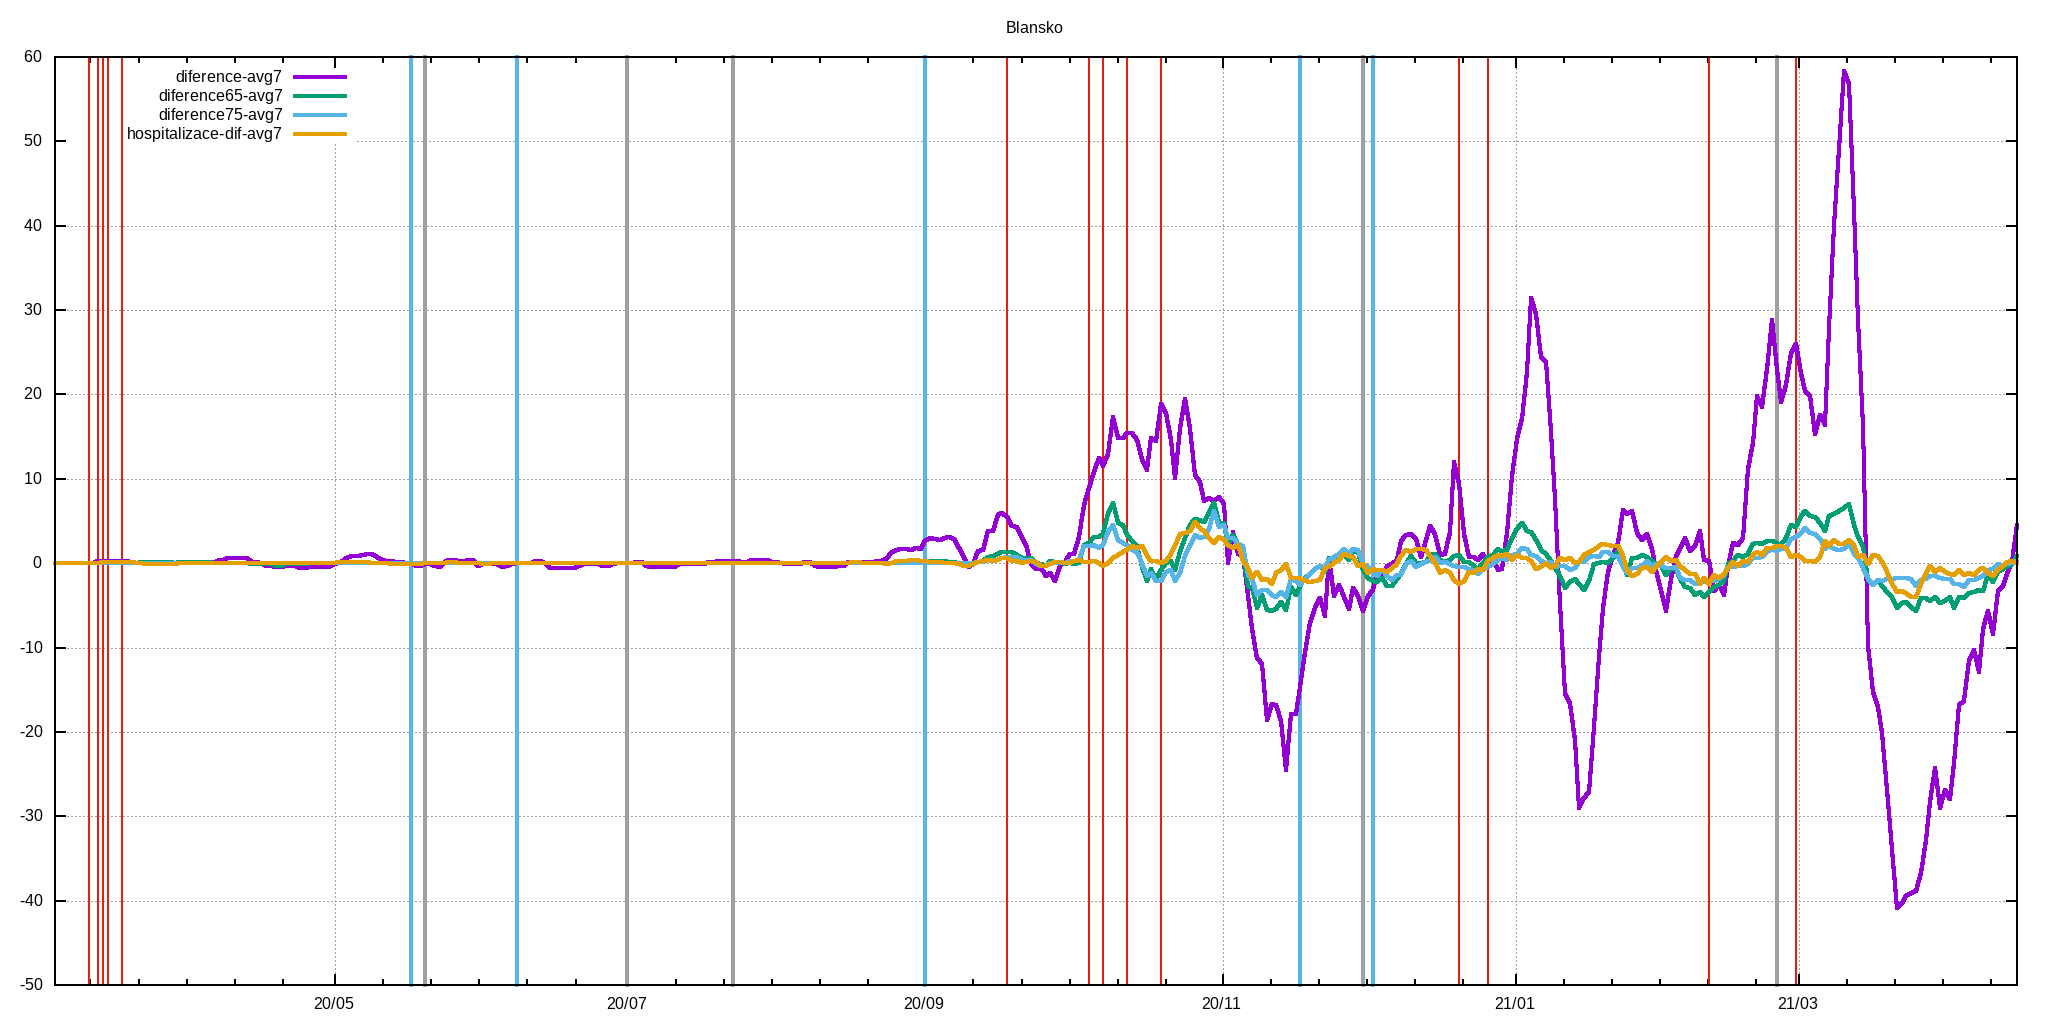 Blansko
60
50
40
30
20
10
0
-10
-20
-30
-40
-50
diference-avg7
diference65-avg7
diference75-avg7
hospitalizace-dif-avg7
20/05 20/07 20/09 20/11 21/01 21/03